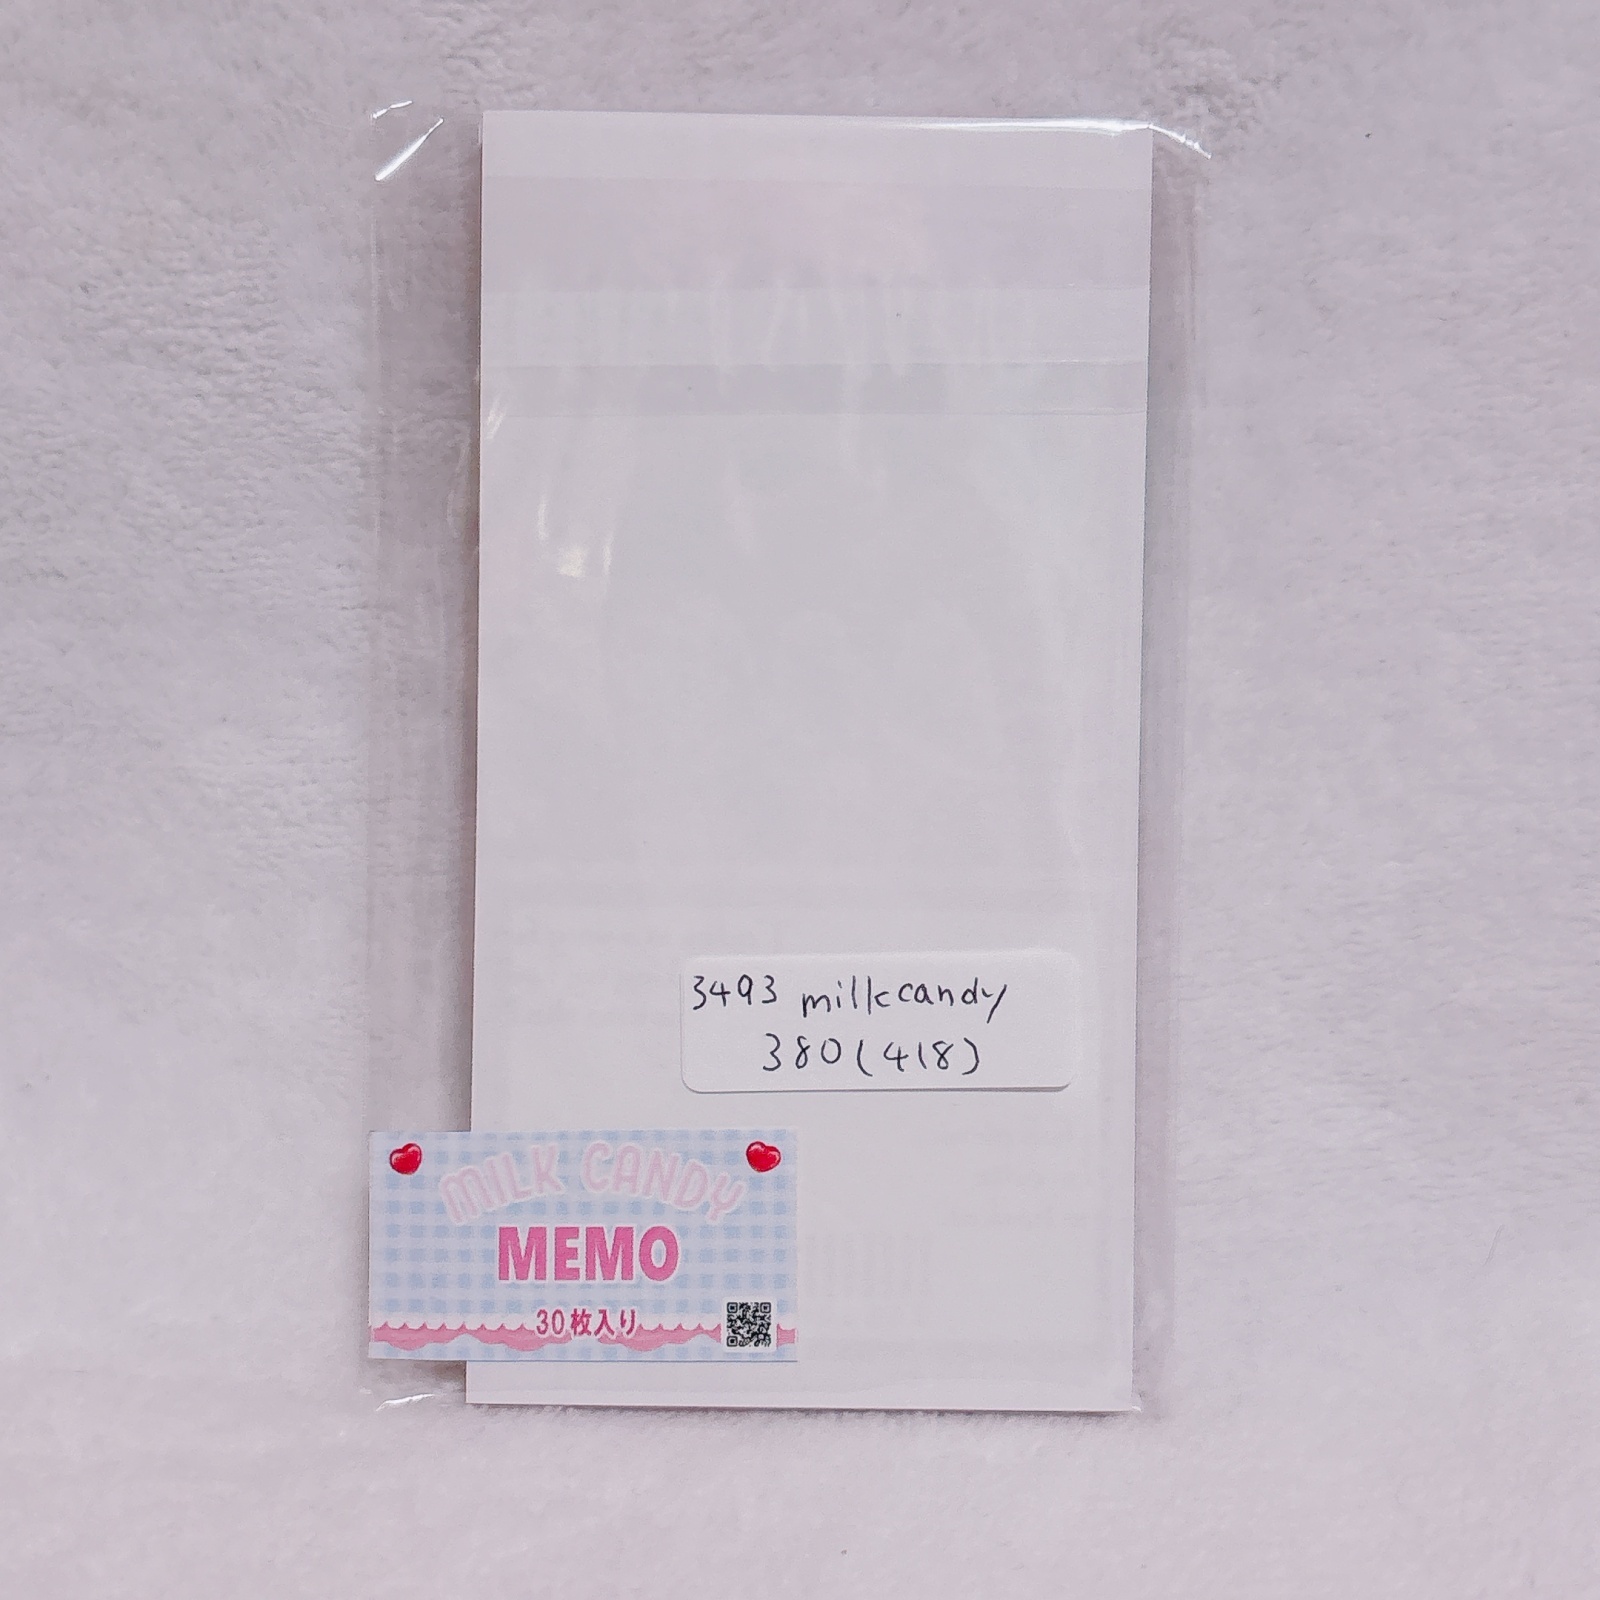 3493 milkcandy
380(418)
MILK CANDY
MEMO
30枚入り